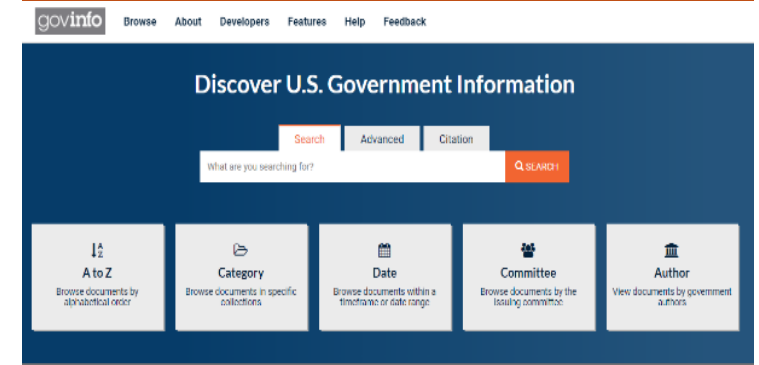 govinfo Browse About Developers Features Help Feedback
Discover U.S. Government Information
Search Advanced Citation
What are you searching for? SEARCH
A to Z
Browse documents by
alphabetical order
Category
Browse documents in specific
collections
Date
Browse documents within a
timeframe or date range
Committee
Browse documents by the
issuing committee
Author
View documents by government
authors